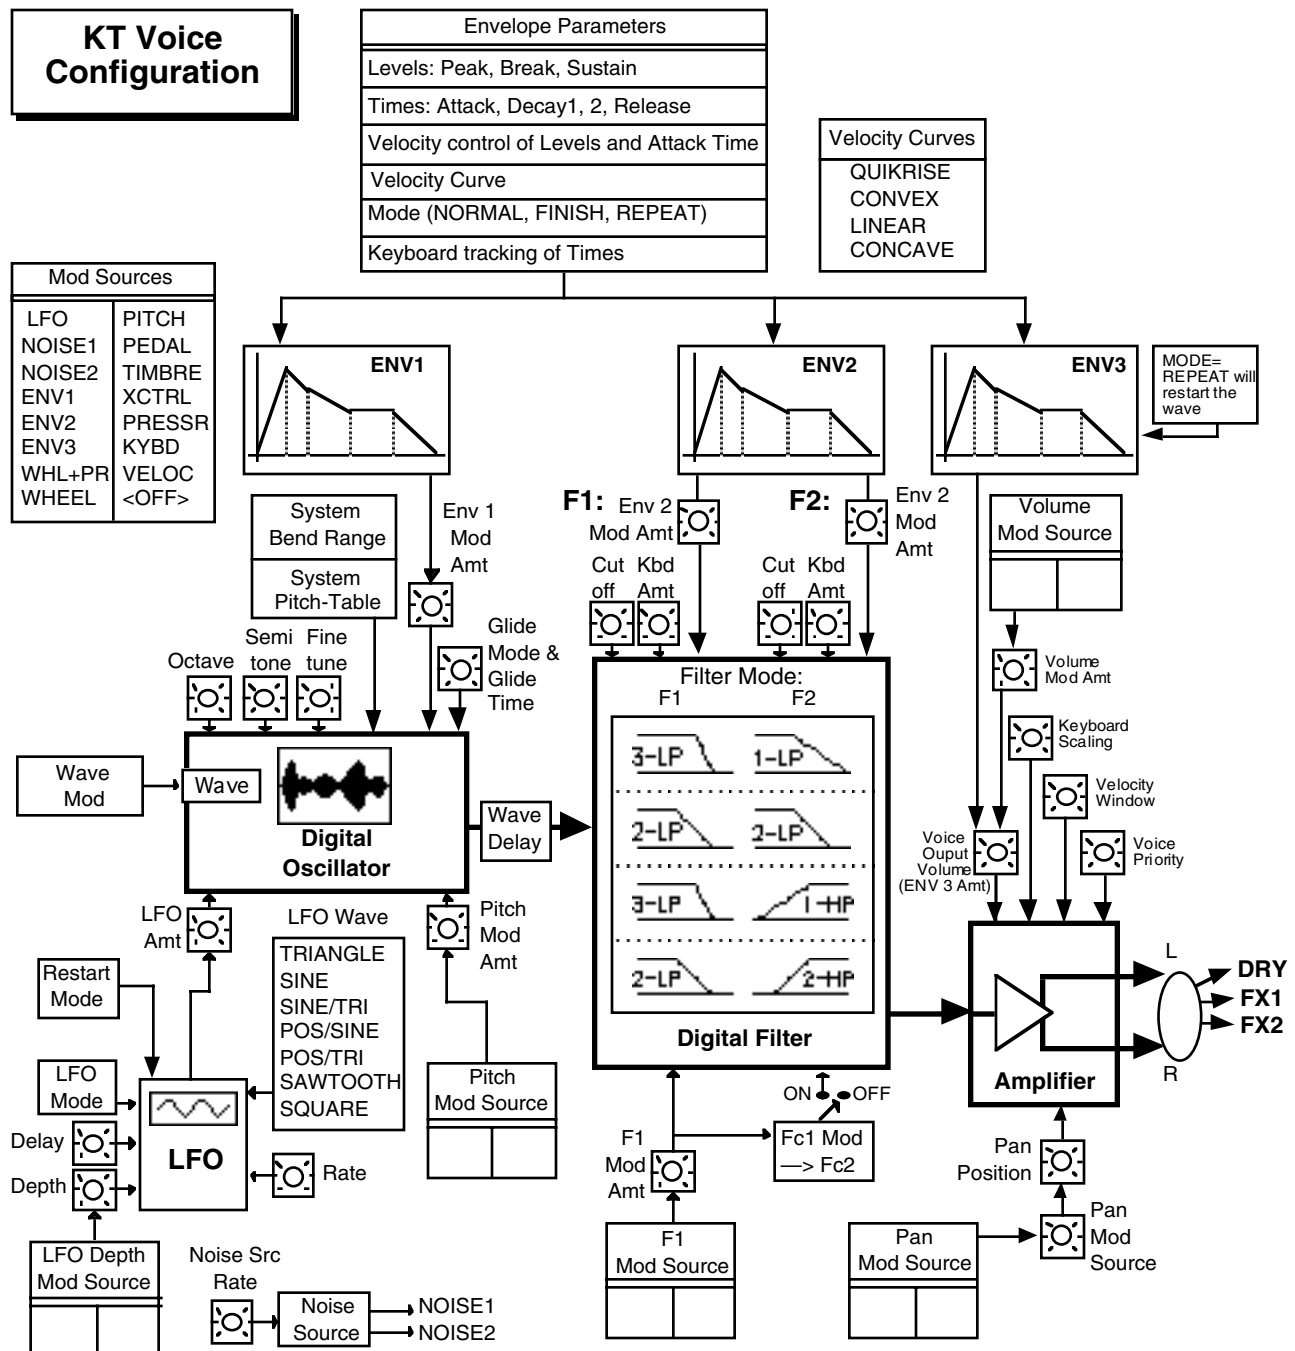 KT Voice
Configuration
Envelope Parameters
Levels: Peak, Break, Sustain
Times: Attack, Decay1, 2, Release
Velocity control of Levels and Attack Time
Velocity Curve
Mode (NORMAL, FINISH, REPEAT)
Keyboard tracking of Times
Velocity Curves
QUIKRISE
CONVEX
LINEAR
CONCAVE
Mod Sources
LFO PITCH
NOISE1 PEDAL
NOISE2 TIMBRE
ENV1 XCTRL
ENV2 PRESSR
ENV3 KYBD
WHL+PR VELOC
WHEEL <OFF>
ENV1
ENV2
ENV3
MODE=
REPEAT will
restart the
wave
System
Bend Range
System
Pitch-Table
Env 1
Mod
Amt
F1:
Env 2
Mod Amt
F2:
Env 2
Mod
Amt
Volume
Mod Source
Cut
off
Kbd
Amt
Cut
off
Kbd
Amt
Octave
Semi
tone
Fine
tune
Glide
Mode &
Glide
Time
Volume
Mod Amt
Keyboard
Scaling
Velocity
Window
Voice
Priority
Voice
Ouput
Volume
(ENV 3 Amt)
Wave
Mod
Wave
Digital
Oscillator
Wave
Delay
Filter Mode:
F1 F2
3-LP 1-LP
2-LP 2-LP
3-LP 1-HP
2-LP 2-HP
Digital Filter
Amplifier
L
R
DRY
FX1
FX2
LFO
Amt
LFO Wave
TRIANGLE
SINE
SINE/TRI
POS/SINE
POS/TRI
SAWTOOTH
SQUARE
Pitch
Mod
Amt
Restart
Mode
LFO
Mode
Delay
Depth
LFO
Rate
Pitch
Mod Source
F1
Mod
Amt
ON OFF
Fc1 Mod
—> Fc2
Pan
Position
Pan
Mod
Source
LFO Depth
Mod Source
Noise Src
Rate
Noise
Source
NOISE1
NOISE2
F1
Mod Source
Pan
Mod Source